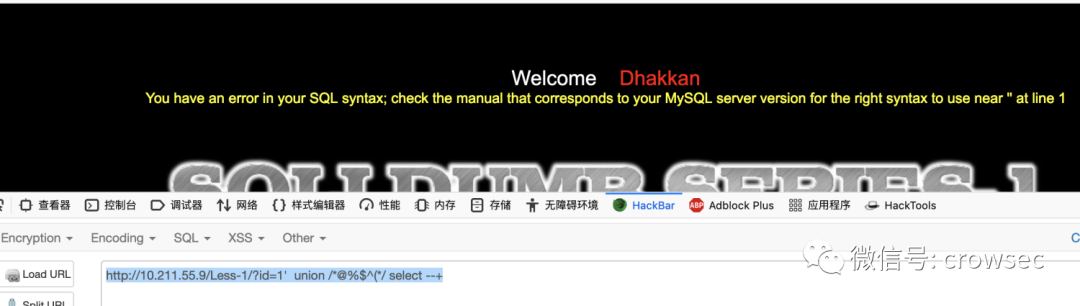 Welcome Dhakkan
You have an error in your SQL syntax; check the manual that corresponds to your MySQL server version for the right syntax to use near '' at line 1
SQLI DUMB SERIES-1
查看器 控制台 调试器 网络 样式编辑器 性能 内存 存储 无障碍环境 HackBar Adblock Plus 应用程序 HackTools
Encryption Encoding SQL XSS Other C
Load URL http://10.211.55.9/Less-1/?id=1'  union /*@%$^(*/ select --+
Split URL
微信号: crowsec